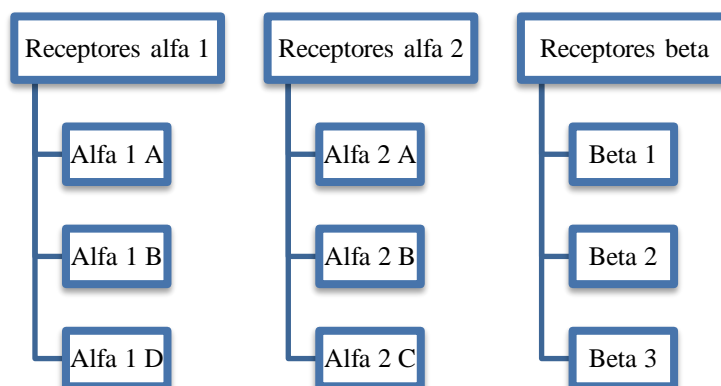 Receptores alfa 1
Alfa 1 A
Alfa 1 B
Alfa 1 D
Receptores alfa 2
Alfa 2 A
Alfa 2 B
Alfa 2 C
Receptores beta
Beta 1
Beta 2
Beta 3